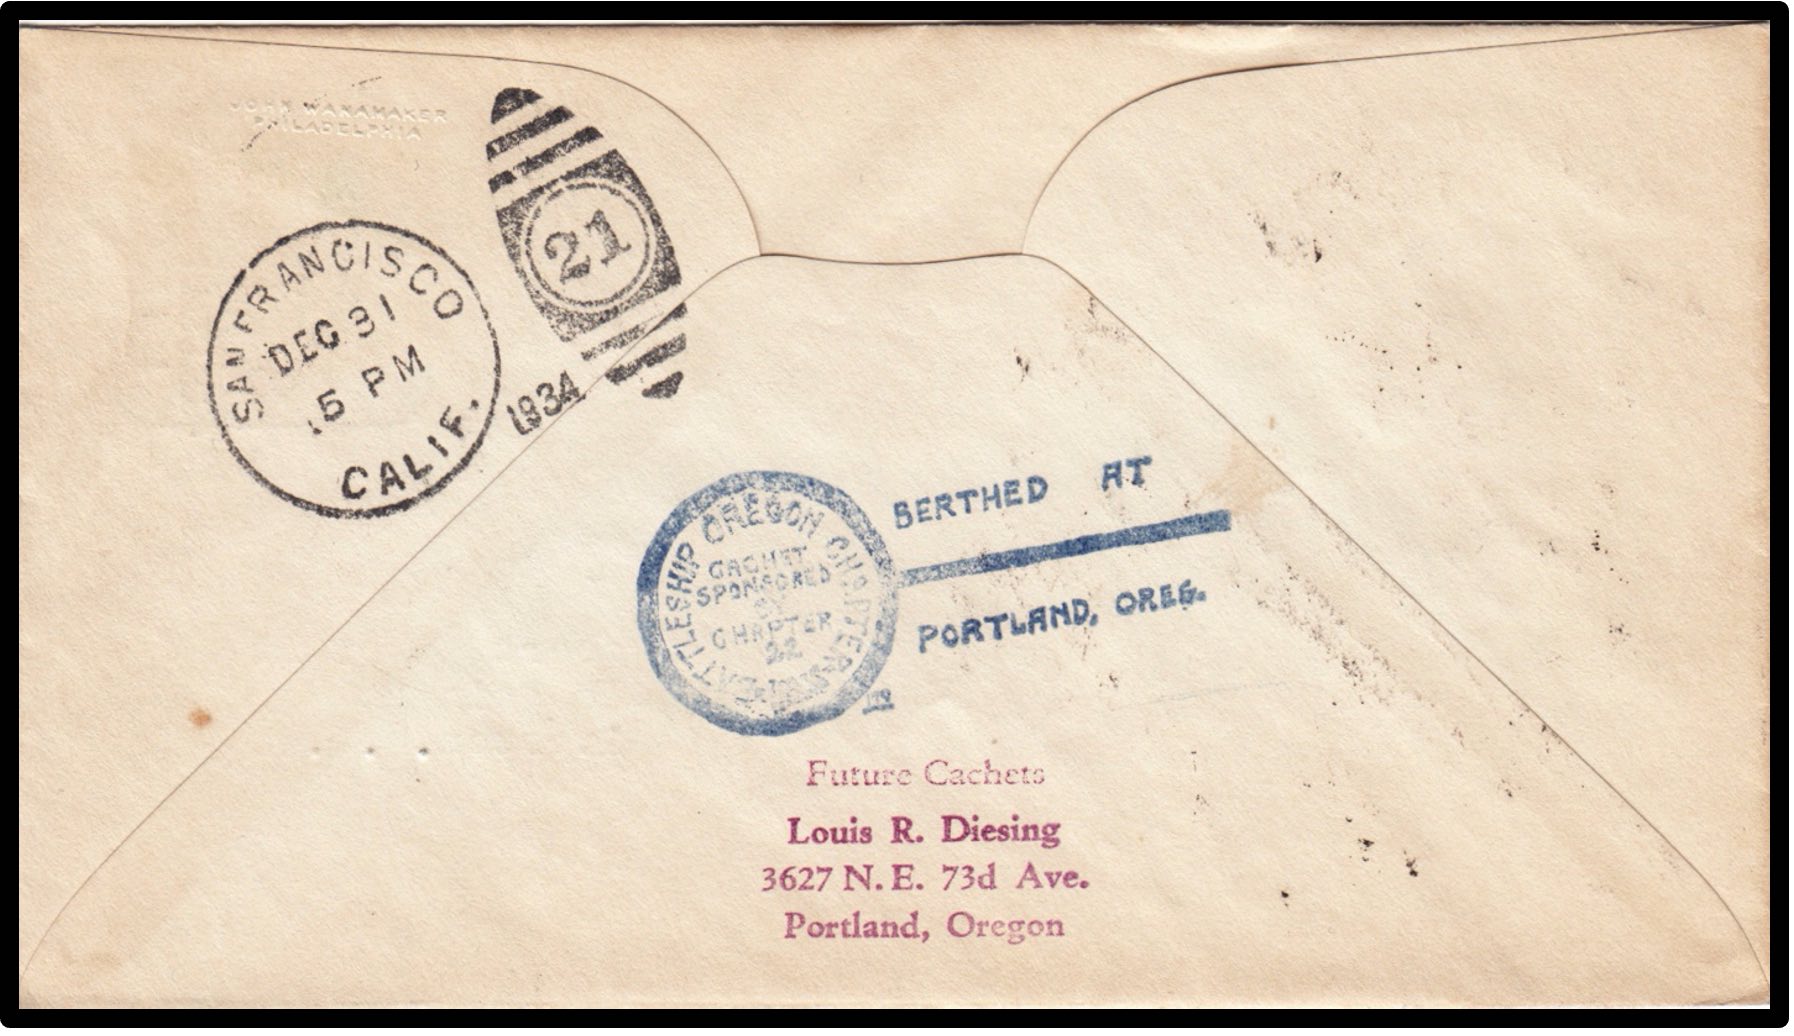 JOHN WANAMAKER
PHILADELPHIA
21
SAN FRANCISCO
DEC 31
5 PM
CALIF.
1934
BATTLESHIP OREGON CHAPTER
CACHET
SPONSORED
BY
CHAPTER
22
BERTHED AT
PORTLAND, OREG.
Future Cachets
Louis R. Diesing
3627 N. E. 73d Ave.
Portland, Oregon